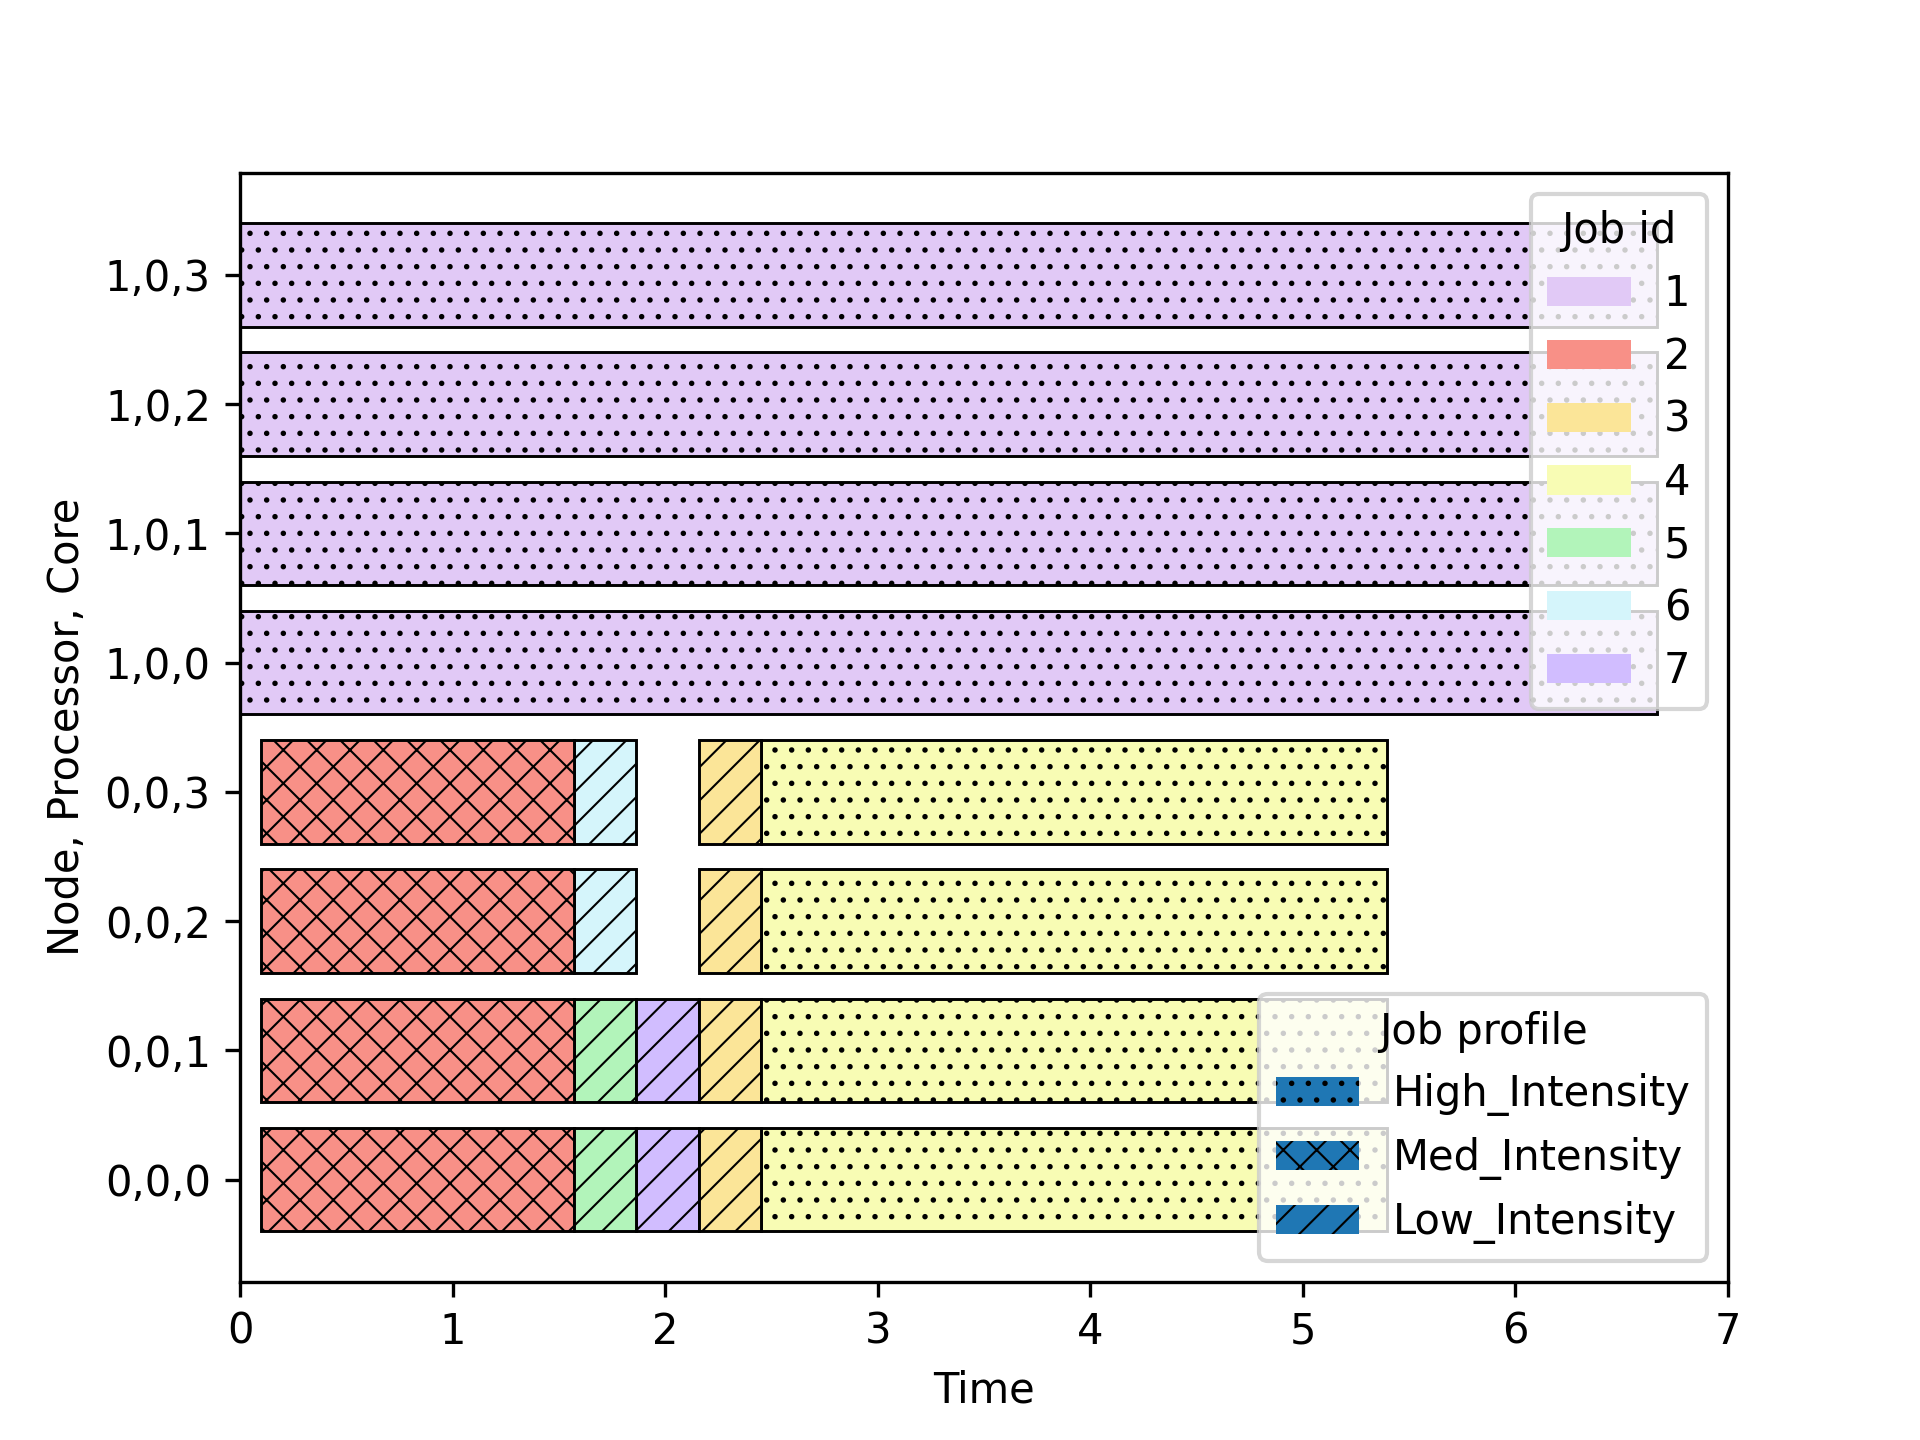 Job id
1
2
3
4
5
6
7
1,0,3
1,0,2
1,0,1
1,0,0
0,0,3
0,0,2
0,0,1
0,0,0
Node, Processor, Core
Job profile
High_Intensity
Med_Intensity
Low_Intensity
0 1 2 3 4 5 6 7
Time